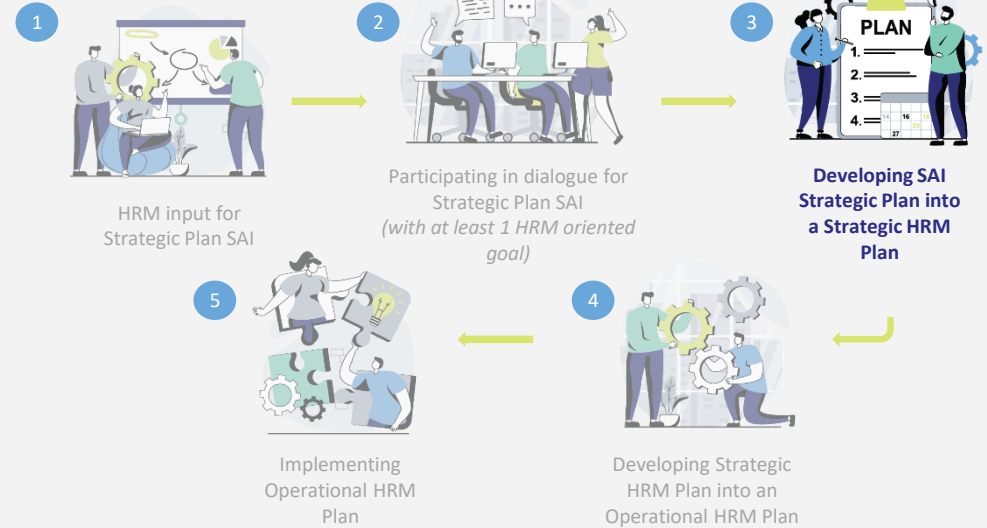 1
2
3
PLAN
1.
2.
3.
4.
14 16
27
HRM input for
Strategic Plan SAI
Participating in dialogue for
Strategic Plan SAI
(with at least 1 HRM oriented
goal)
Developing SAI
Strategic Plan into
a Strategic HRM
Plan
5
4
Implementing
Operational HRM
Plan
Developing Strategic
HRM Plan into an
Operational HRM Plan